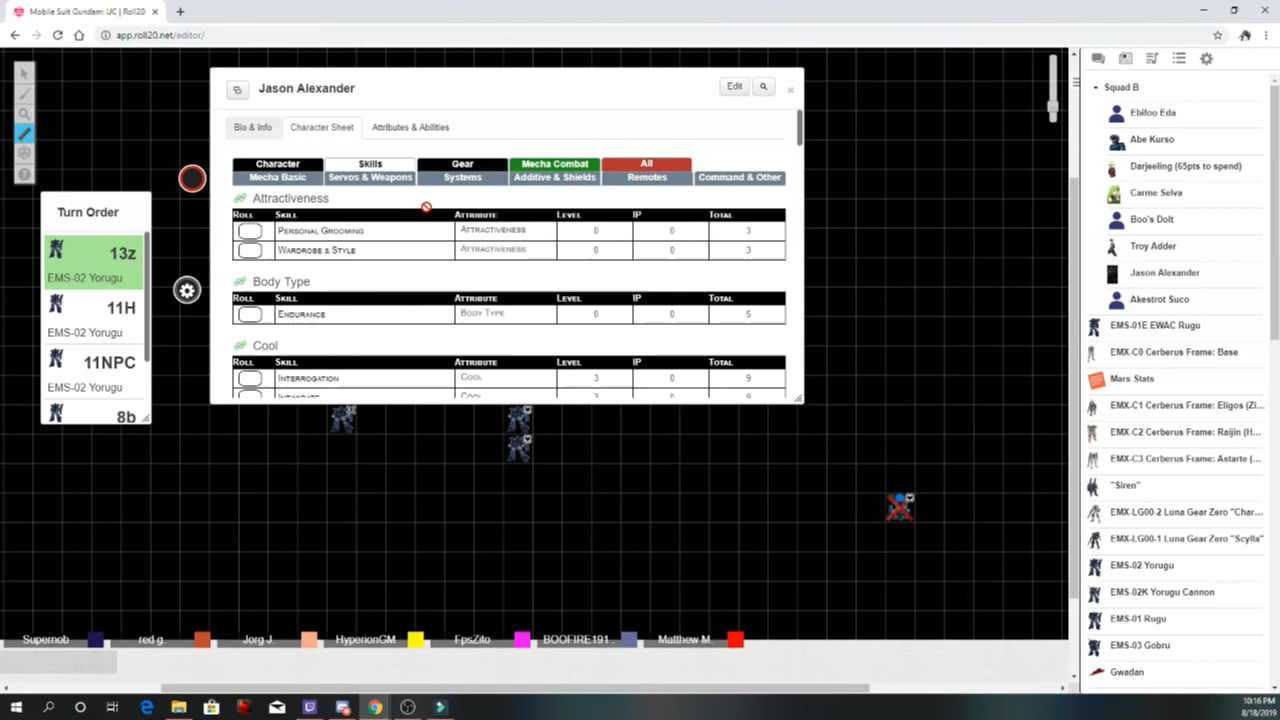 Mobile Suit Gundam: UC | Roll20
app.roll20.net/editor/
Jason Alexander
Edit
Bio & Info
Character Sheet
Attributes & Abilities
Character
Skills
Gear
Mecha Combat
All
Mecha Basic
Servos & Weapons
Systems
Additive & Shields
Remotes
Command & Other
Attractiveness
Roll Skill Attribute Level IP Total
Personal Grooming Attractiveness 0 0 3
Wardrobe & Style Attractiveness 0 0 3
Body Type
Roll Skill Attribute Level IP Total
Endurance Body Type 0 0 5
Cool
Roll Skill Attribute Level IP Total
Interrogation Cool 3 0 9
Intimidate Cool 3 0 9
Turn Order
13z
EMS-02 Yorugu
11H
EMS-02 Yorugu
11NPC
EMS-02 Yorugu
8b
Squad B
Ebifoo Eda
Abe Kurso
Darjeeling (65pts to spend)
Carme Selva
Boo's Dolt
Troy Adder
Jason Alexander
Akestrot Suco
EMS-01E EWAC Rugu
EMX-C0 Cerberus Frame: Base
Mars Stats
EMX-C1 Cerberus Frame: Eligos (Zi...
EMX-C2 Cerberus Frame: Raijin (H...
EMX-C3 Cerberus Frame: Astarte (...
"Siren"
EMX-LG00-2 Luna Gear Zero "Char...
EMX-LG00-1 Luna Gear Zero "Scylla"
EMS-02 Yorugu
EMS-02K Yorugu Cannon
EMS-01 Rugu
EMS-03 Gobru
Gwadan
Supernob
red g.
Jorg J.
HyperionGM
FpsZito
BOOFIRE191..
Matthew M.
10:16 PM
8/18/2019